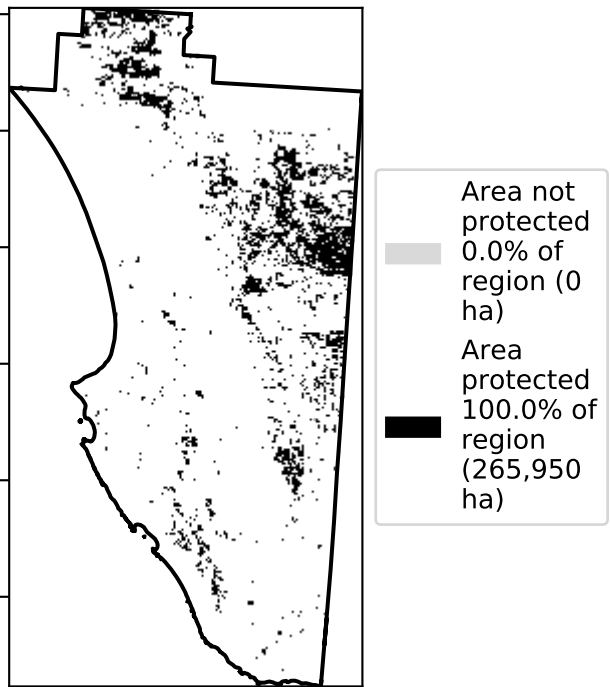 Area not
protected
0.0% of
region (0
ha)
Area
protected
100.0% of
region
(265,950
ha)